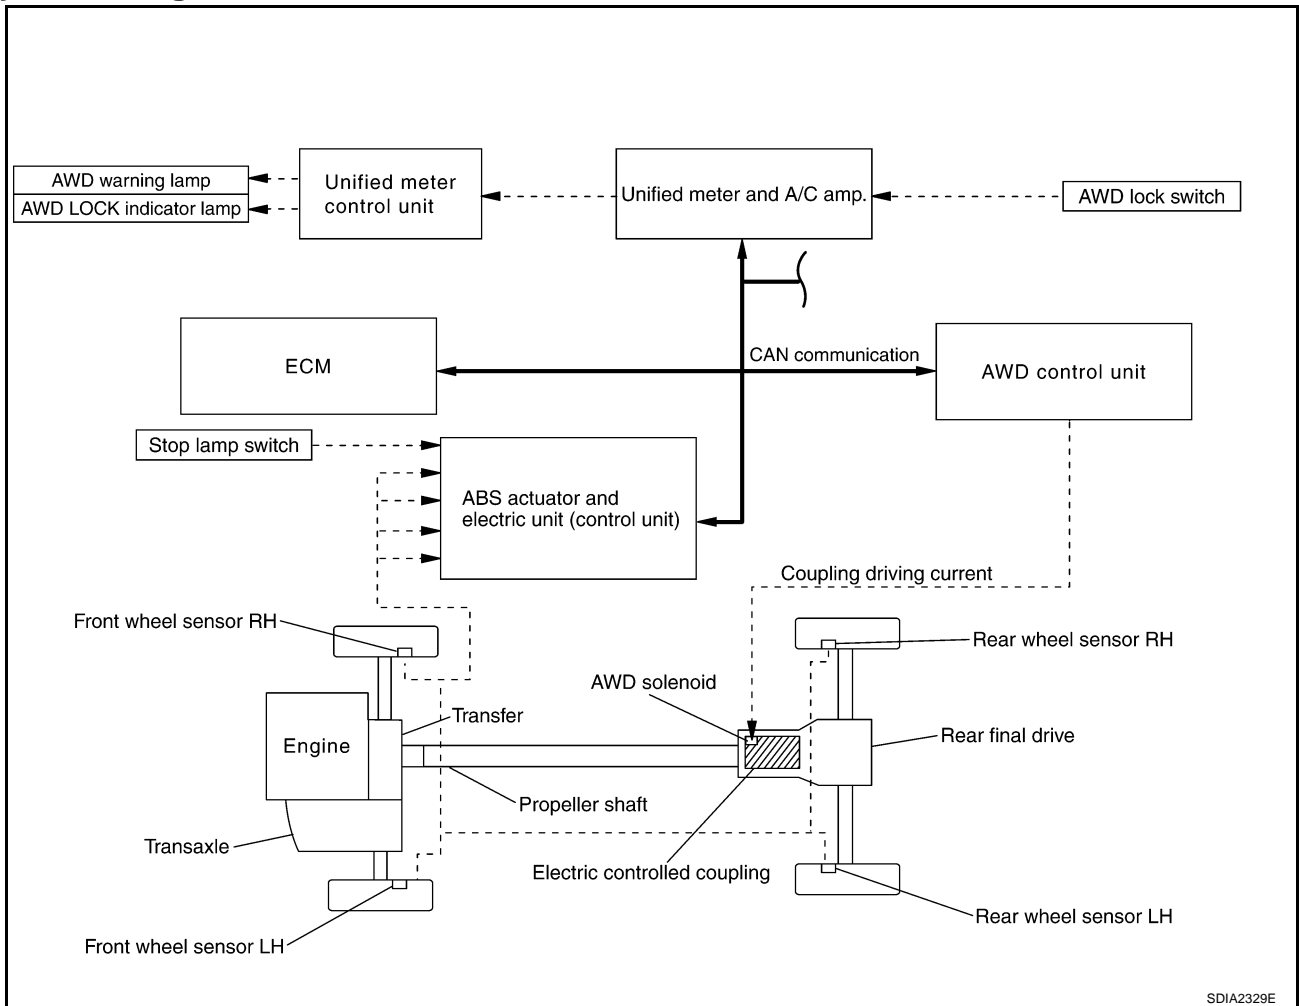 AWD warning lamp
AWD LOCK indicator lamp
Unified meter
control unit
Unified meter and A/C amp.
AWD lock switch
ECM
CAN communication
AWD control unit
Stop lamp switch
ABS actuator and
electric unit (control unit)
Coupling driving current
Front wheel sensor RH
Rear wheel sensor RH
AWD solenoid
Transfer
Engine
Rear final drive
Propeller shaft
Transaxle
Electric controlled coupling
Rear wheel sensor LH
Front wheel sensor LH
SDIA2329E